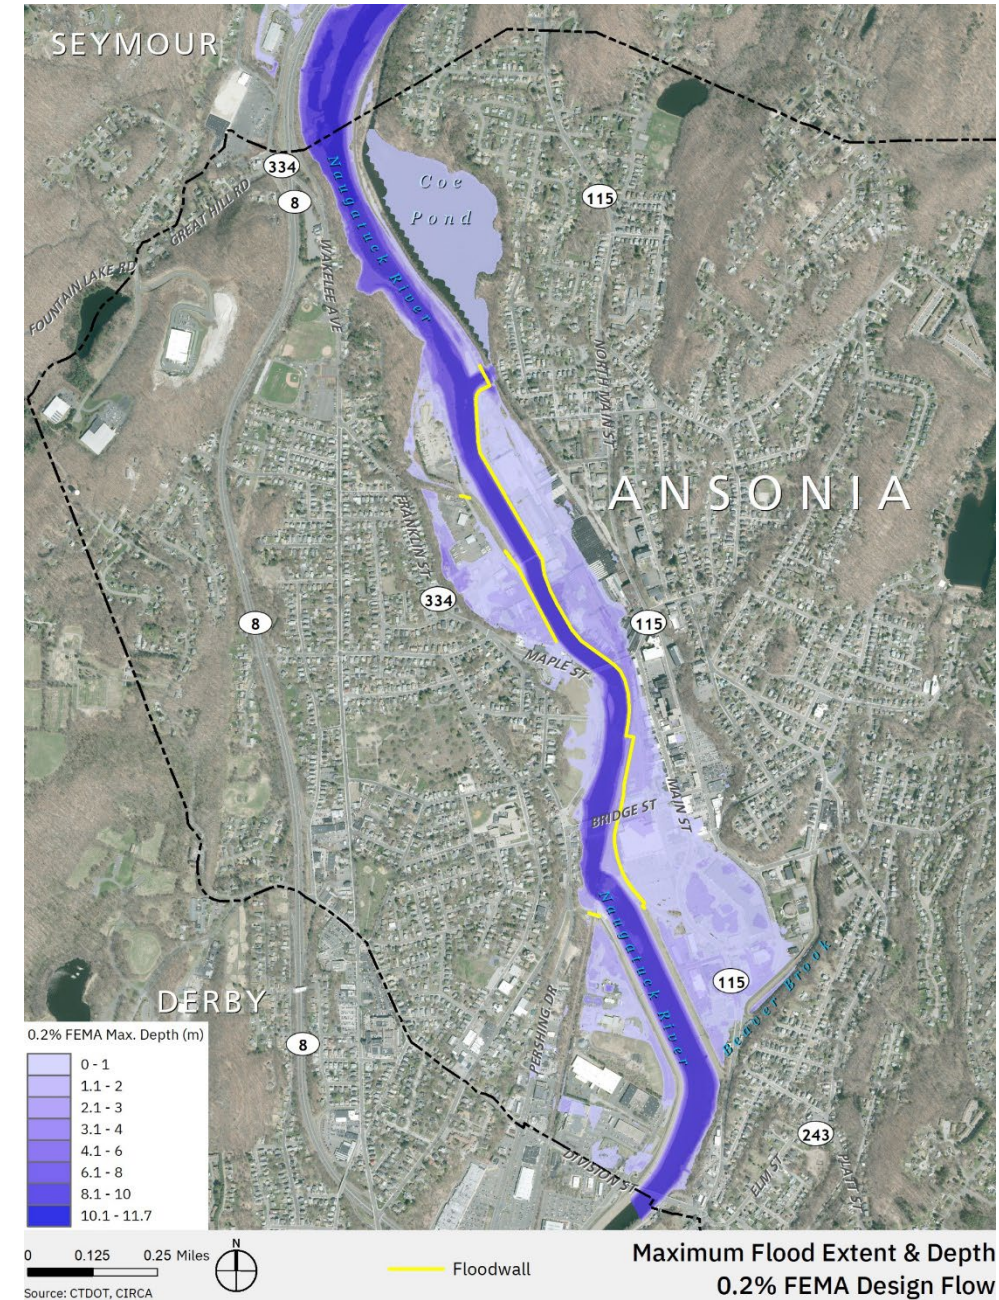 SEYMOUR
334
8
GREAT HILL RD
FOUNTAIN LAKE RD
WAKELEE AVE
Naugatuck River
Coe
Pond
115
NORTH MAIN ST
ANSONIA
FRANKLIN ST
334
8
115
MAPLE ST
MAIN ST
BRIDGE ST
Naugatuck River
115
Beaver Brook
DERBY
8
PERSHING DR
DIVISION ST
243
ELM ST
PLATT ST
0.2% FEMA Max. Depth (m)
0 - 1
1.1 - 2
2.1 - 3
3.1 - 4
4.1 - 6
6.1 - 8
8.1 - 10
10.1 - 11.7
0 0.125 0.25 Miles
N
Source: CTDOT, CIRCA
Floodwall
Maximum Flood Extent & Depth
0.2% FEMA Design Flow